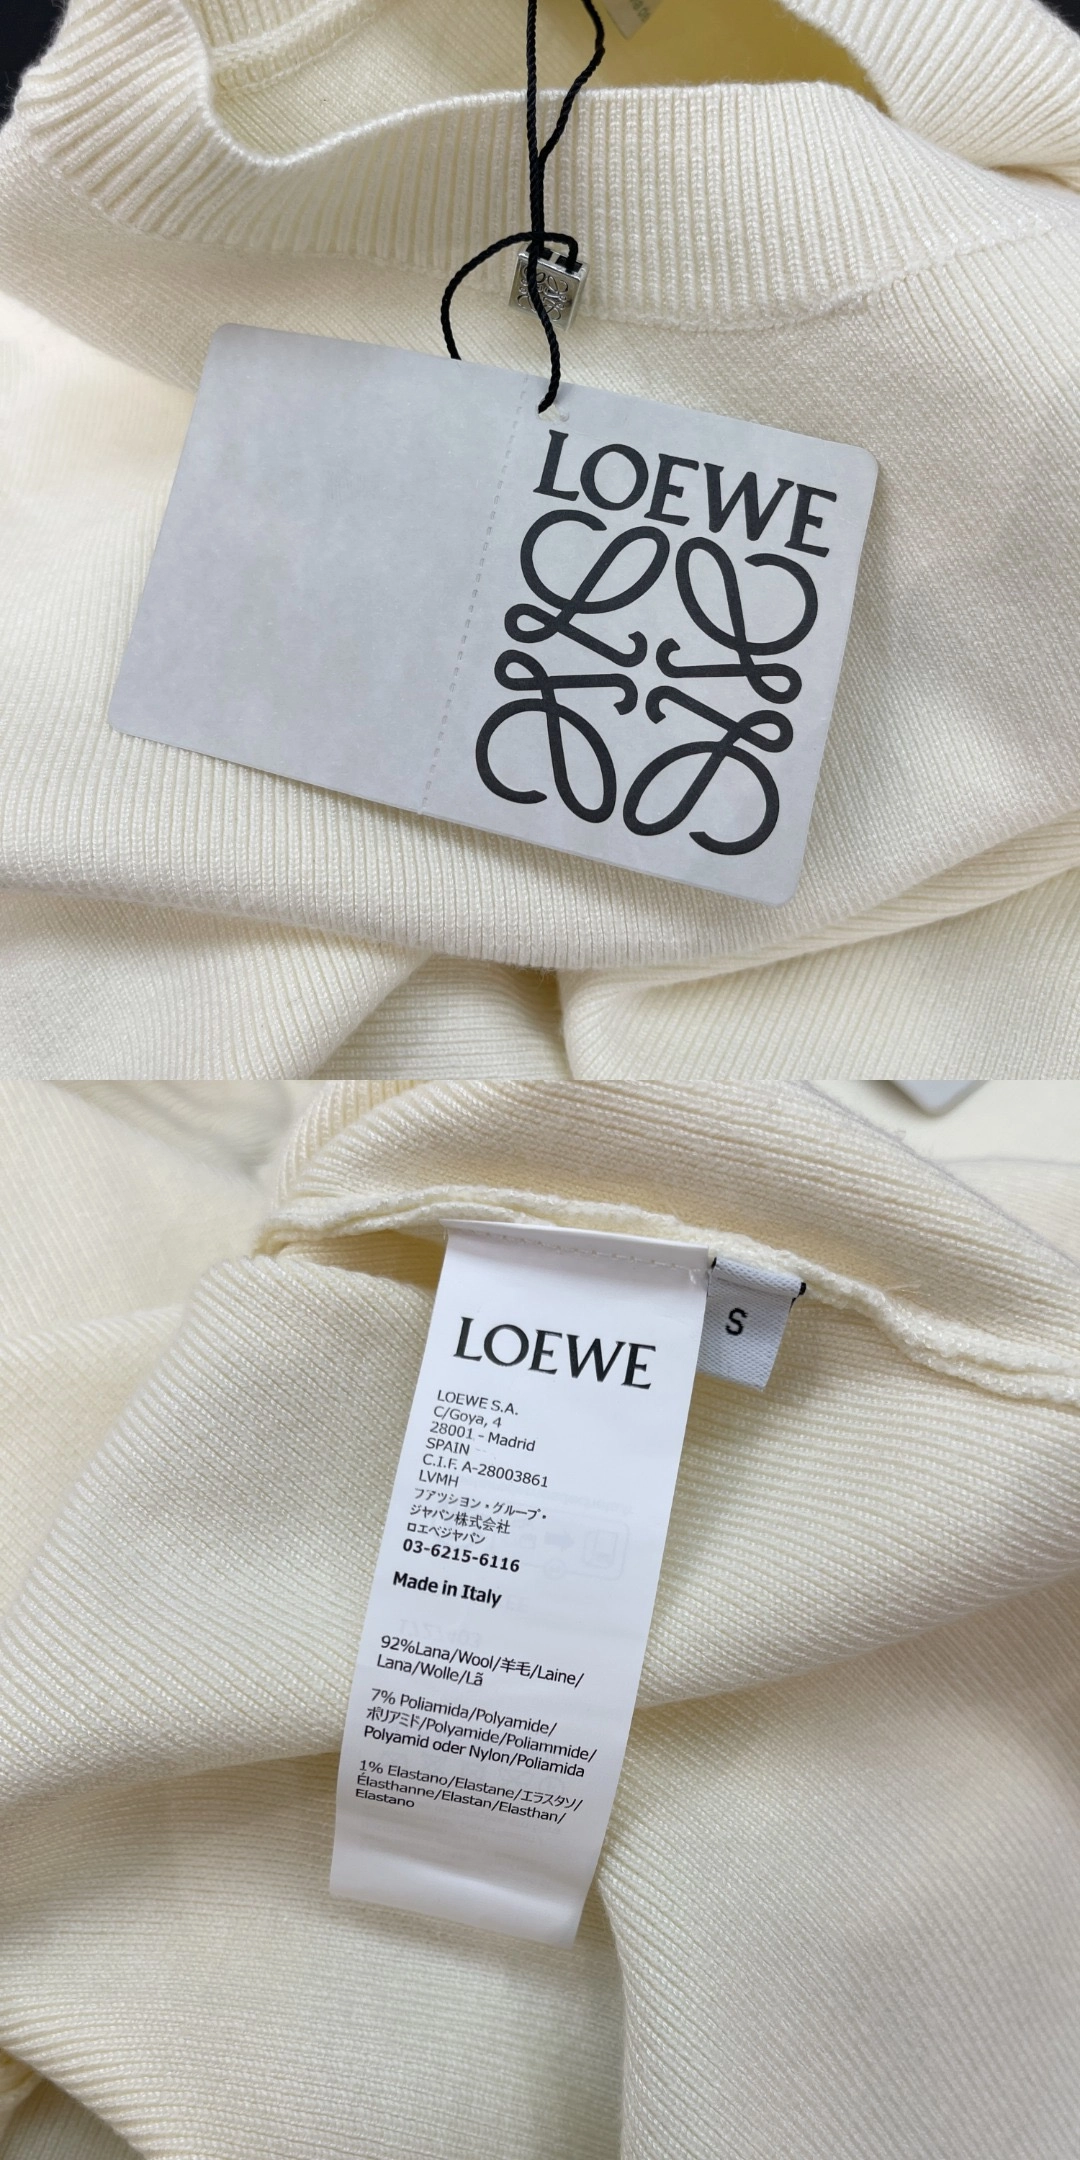 LOEWE
LOEWE
S
LOEWE S.A.
C/Goya, 4
28001 - Madrid
SPAIN
C.I.F. A-28003861
LVMH
ファツション・グループ・
ジャパン株式会社
ロエベジャパン
03-6215-6116
Made in Italy
92%Lana/Wool/羊毛/Laine/
Lana/Wolle/Lã
7% Poliamida/Polyamide/
ポリアミド/Polyamide/Poliammide/
Polyamid oder Nylon/Poliamida
1% Elastano/Elastane/エラスタン/
Élasthanne/Elastan/Elasthan/
Elastano